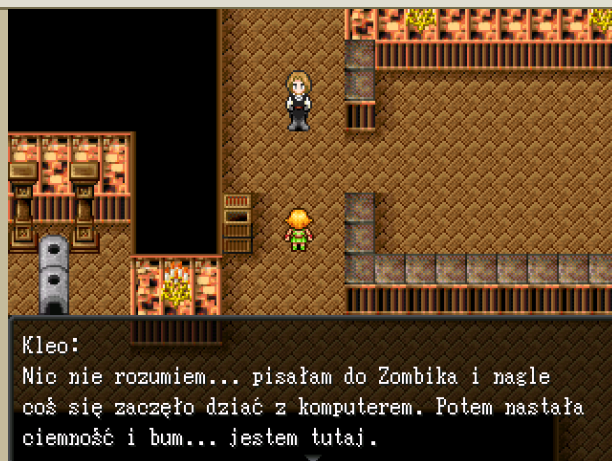 Kleo:
Nic nie rozumiem... pisałam do Zombika i nagle
coś się zaczęło dziać z komputerem. Potem nastała
ciemność i bum... jestem tutaj.